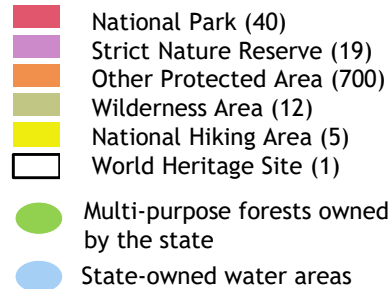 National Park (40)
Strict Nature Reserve (19)
Other Protected Area (700)
Wilderness Area (12)
National Hiking Area (5)
World Heritage Site (1)
Multi-purpose forests owned
by the state
State-owned water areas